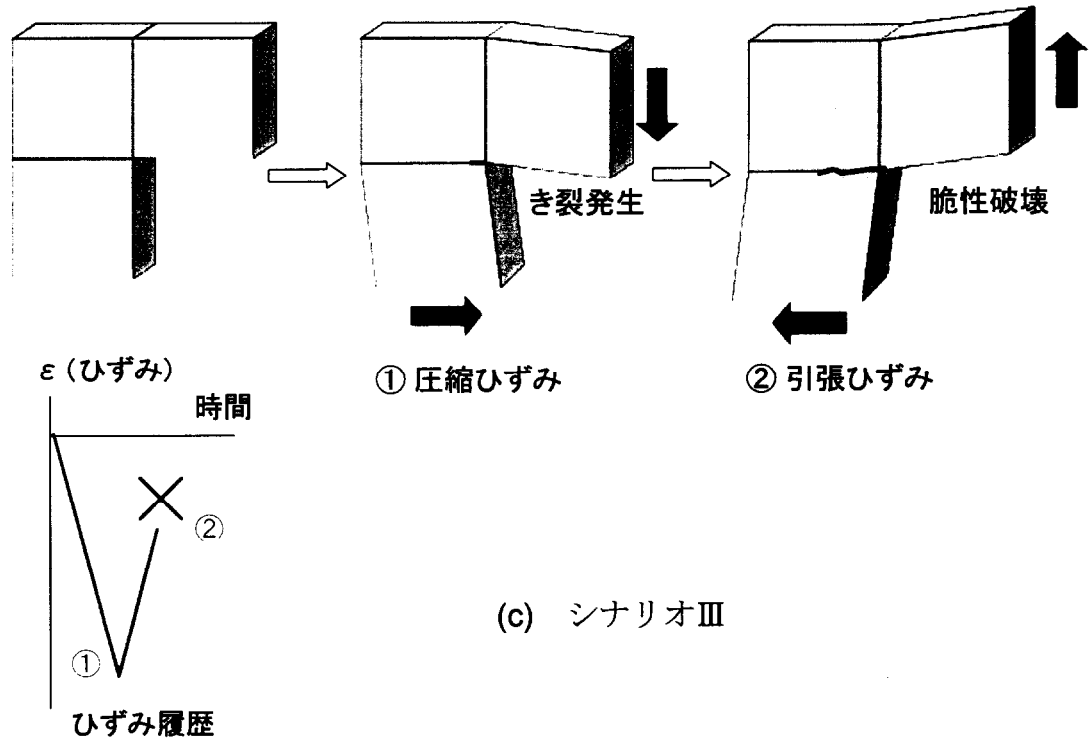 き裂発生
脆性破壊
① 圧縮ひずみ
② 引張ひずみ
ε (ひずみ)
時間
②
①
ひずみ履歴
(c) シナリオⅢ